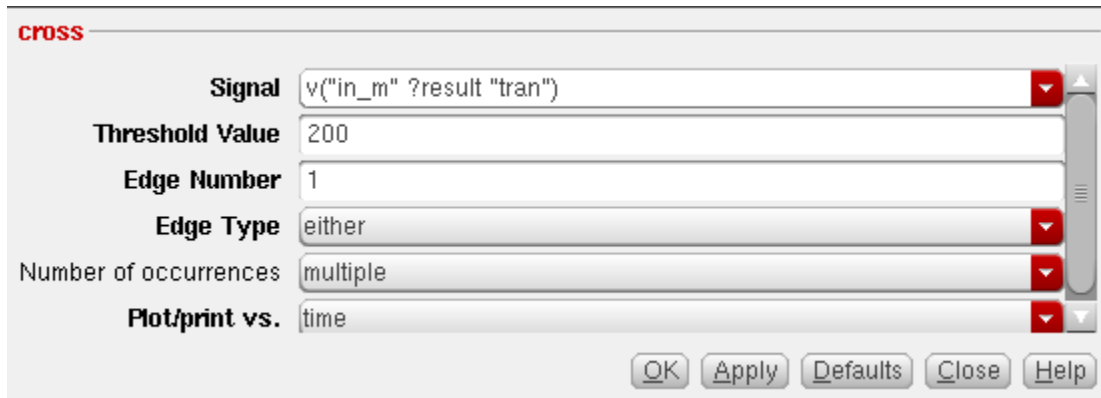 cross
Signal v("in_m" ?result "tran")
Threshold Value 200
Edge Number 1
Edge Type either
Number of occurrences multiple
Plot/print vs. time
OK Apply Defaults Close Help